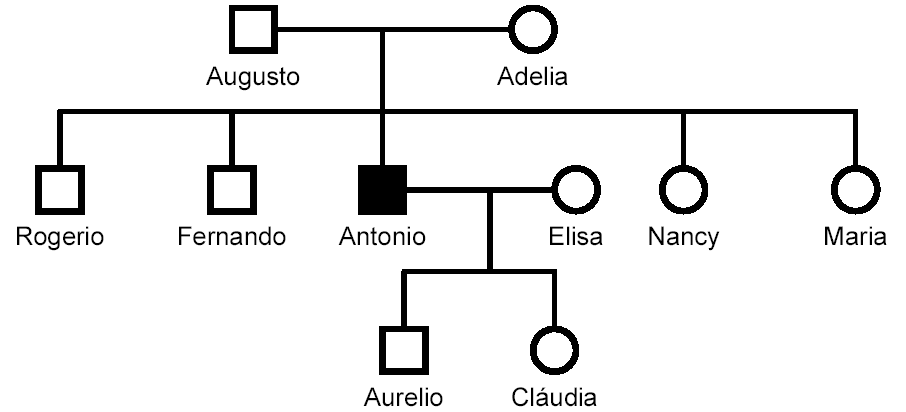 Augusto Adelia
Rogerio Fernando Antonio Elisa Nancy Maria
Aurelio Cláudia